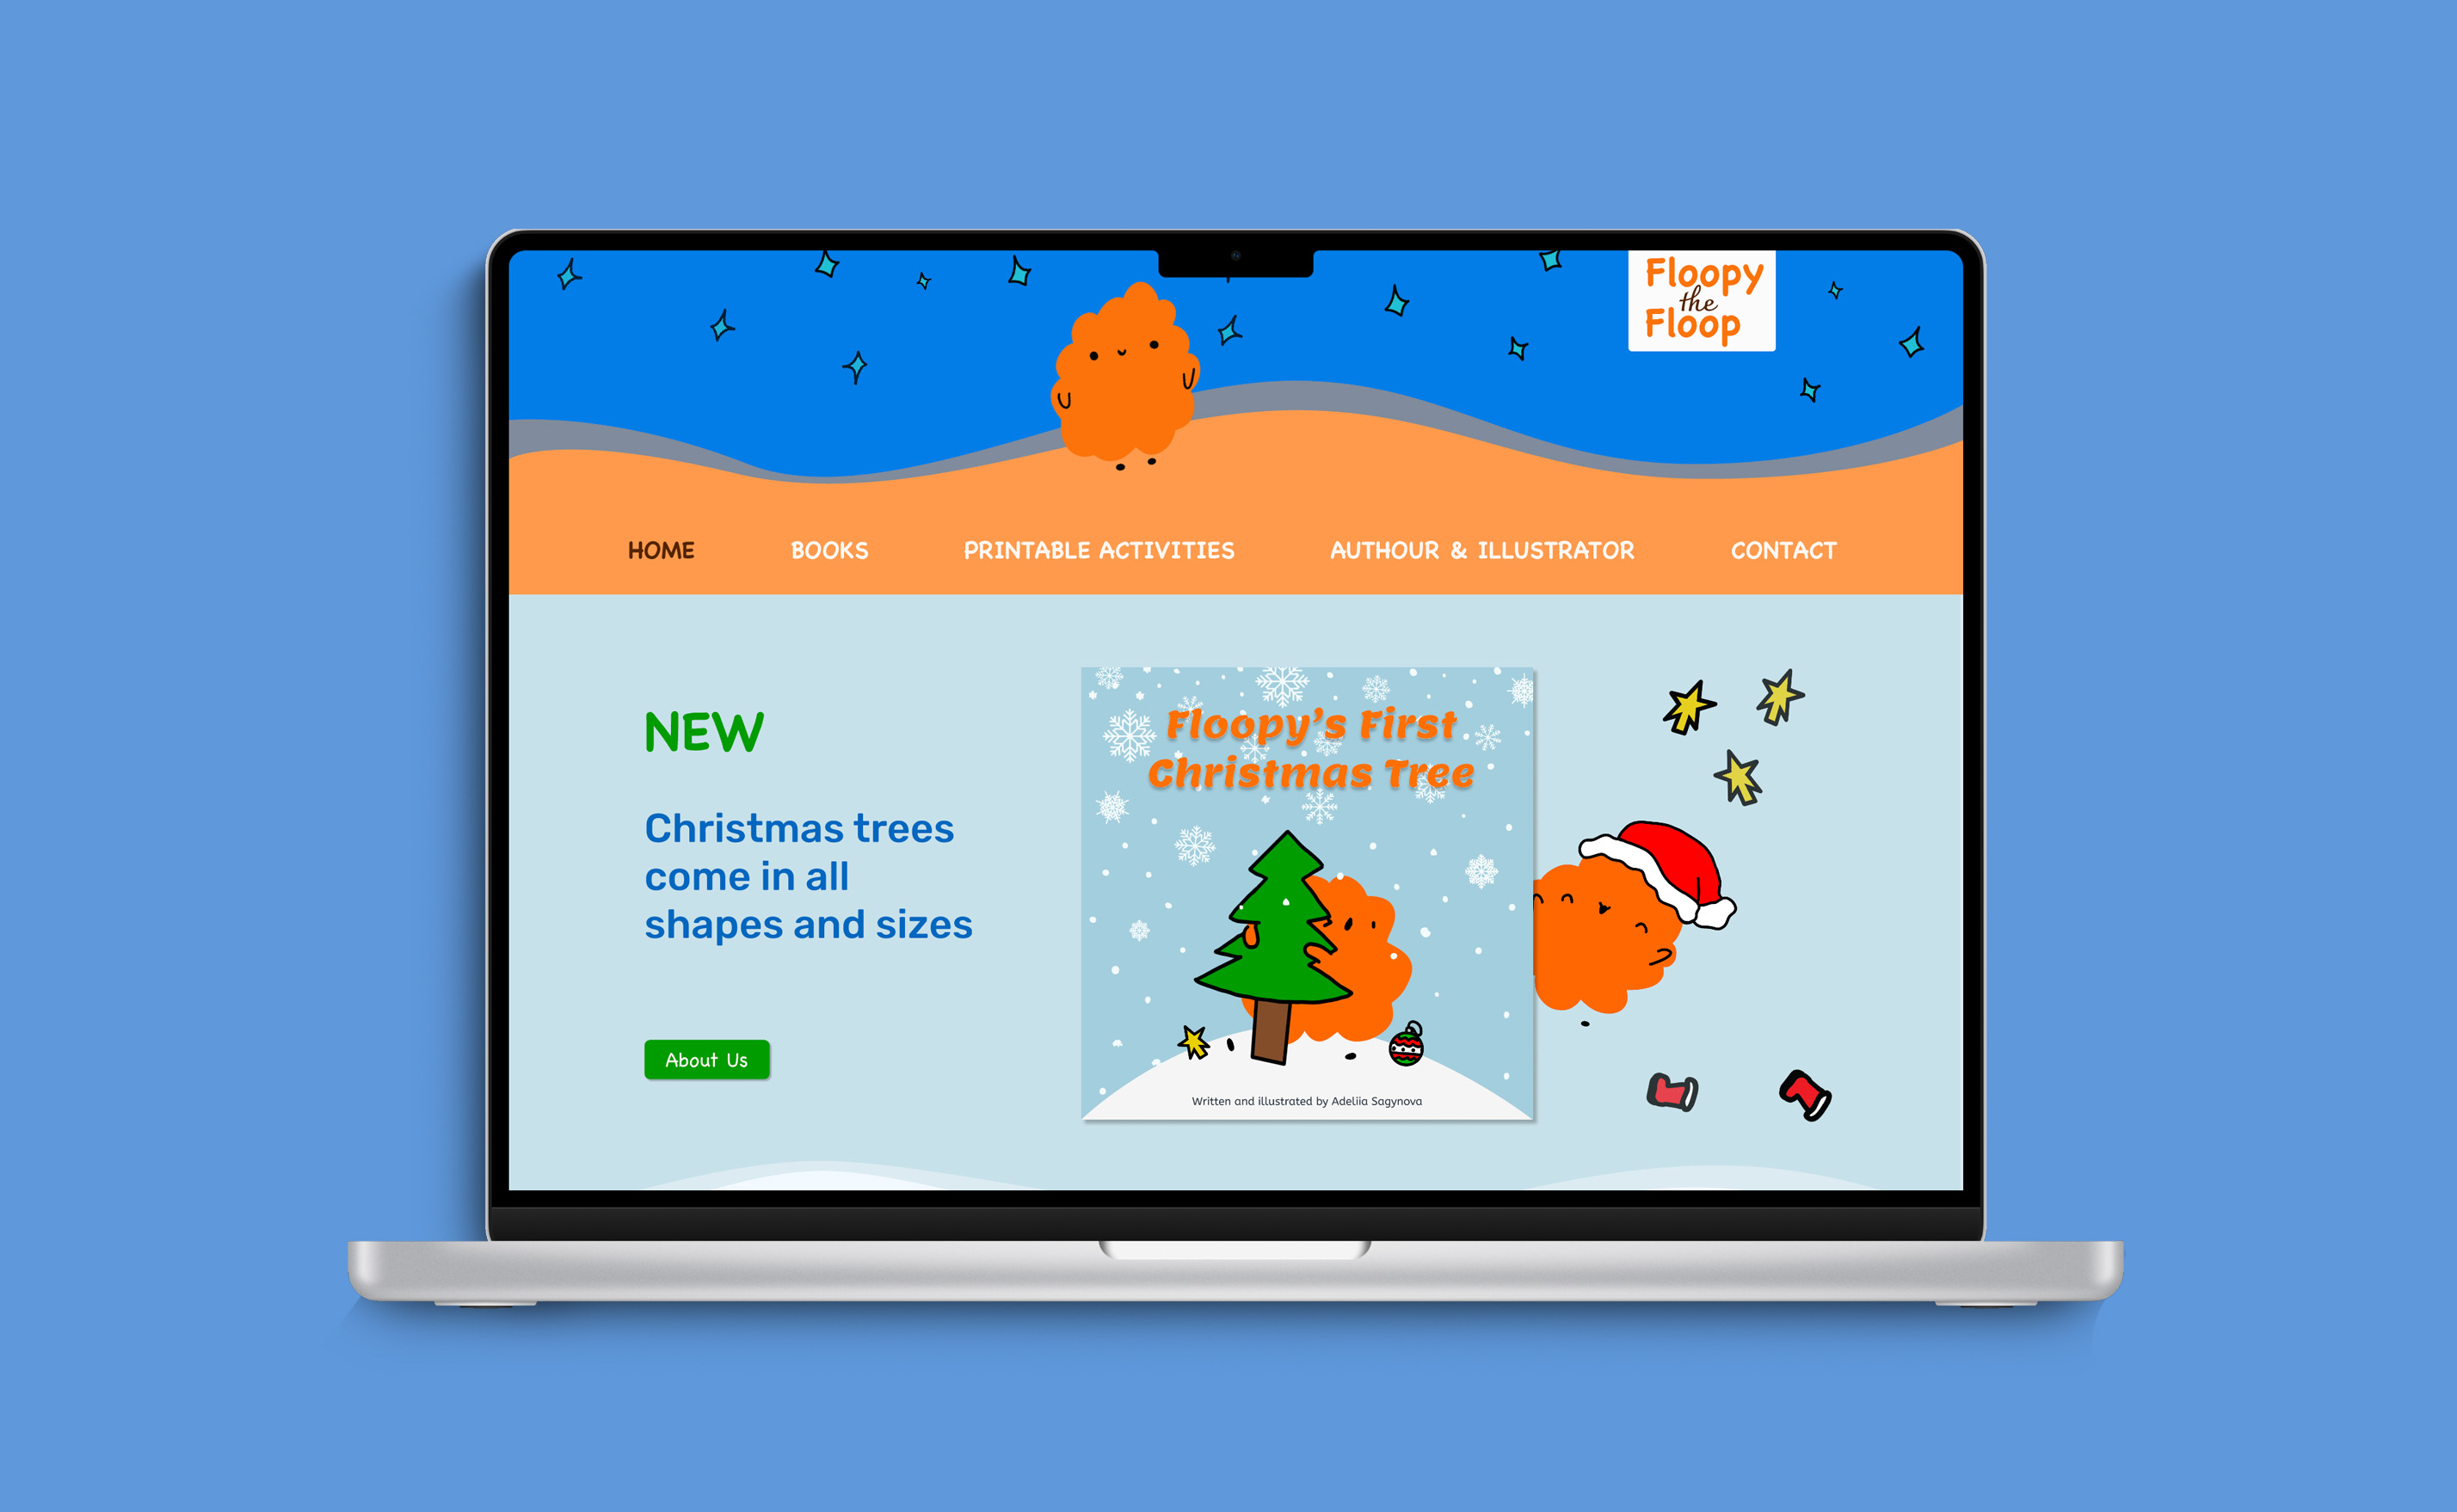 Floopy
the
Floop
HOME BOOKS PRINTABLE ACTIVITIES AUTHOUR & ILLUSTRATOR CONTACT
NEW
Christmas trees
come in all
shapes and sizes
About Us
Floopy's First
Christmas Tree
Written and illustrated by Adeliia Sagynova